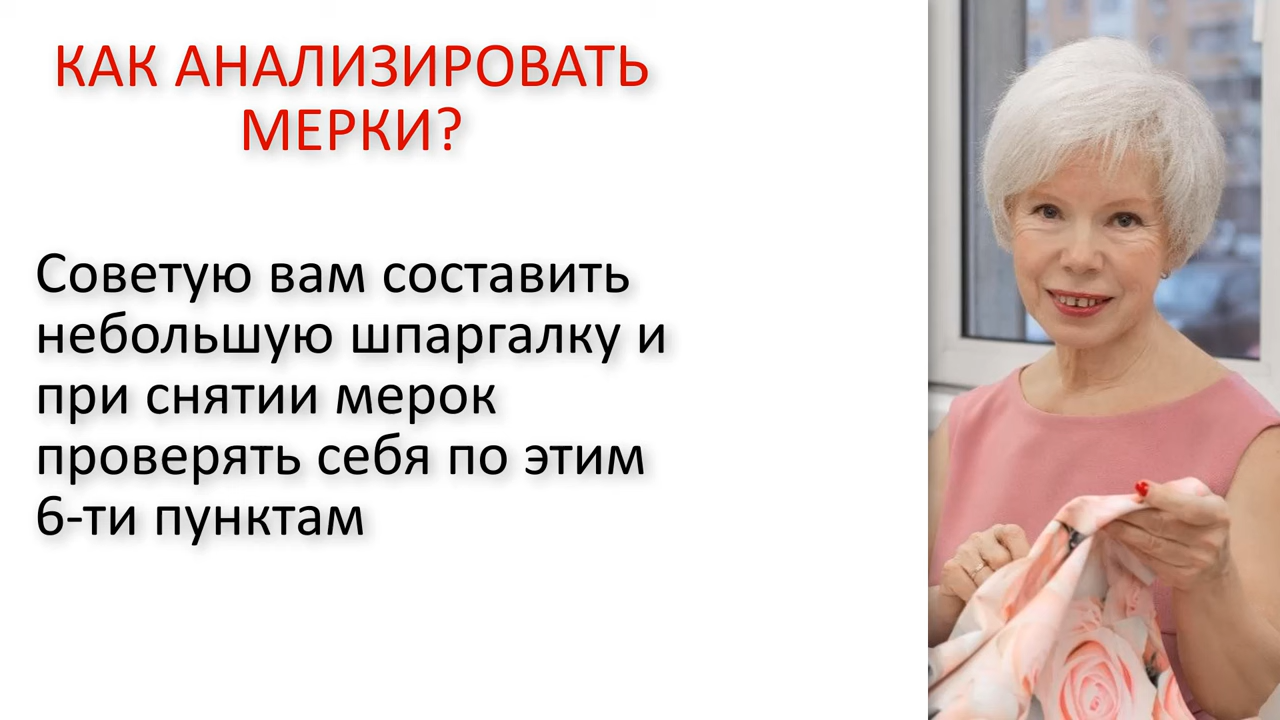 КАК АНАЛИЗИРОВАТЬ
МЕРКИ?
Советую вам составить
небольшую шпаргалку и
при снятии мерок
проверять себя по этим
6-ти пунктам